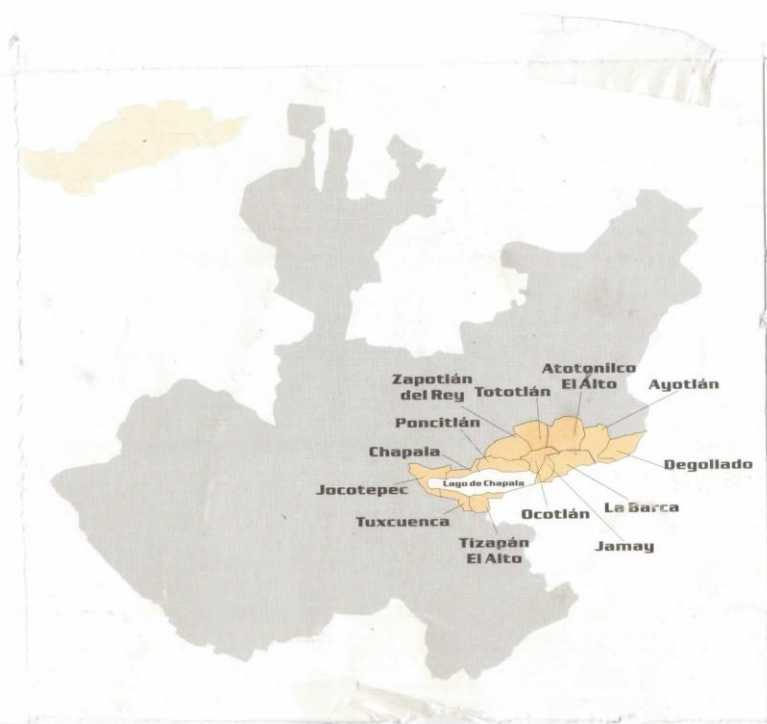 Atotonilco
El Alto
Zapotlán
del Rey
Tototlán
Ayotlán
Poncitlán
Chapala
Degollado
Lago de Chapala
Jocotepec
La Barca
Ocotlán
Tuxcuenca
Tizapán
El Alto
Jamay